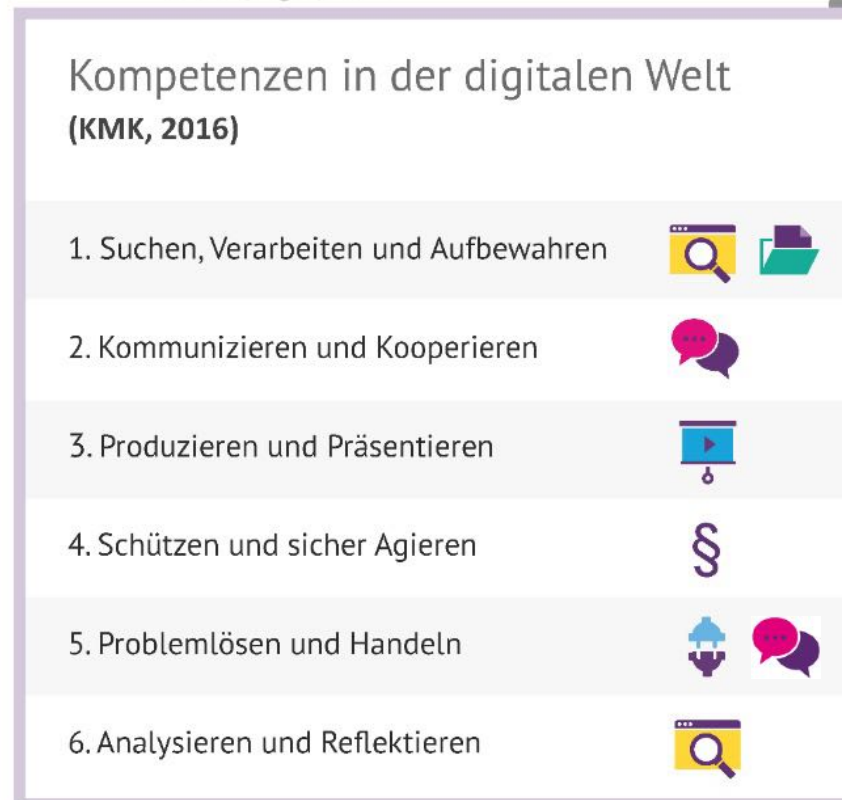 Kompetenzen in der digitalen Welt
(KMK, 2016)
1. Suchen, Verarbeiten und Aufbewahren
2. Kommunizieren und Kooperieren
3. Produzieren und Präsentieren
4. Schützen und sicher Agieren
§
5. Problemlösen und Handeln
6. Analysieren und Reflektieren